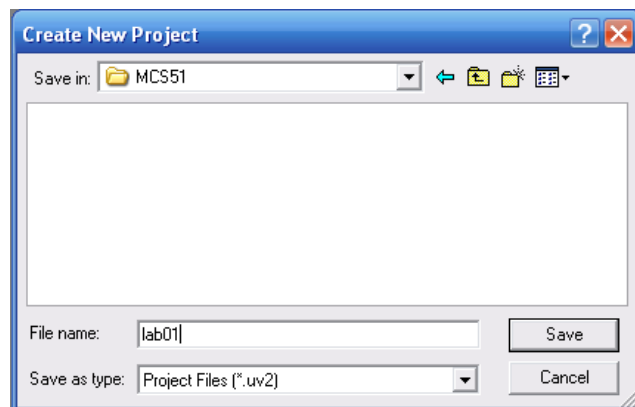 Create New Project
Save in: MCS51
File name: lab01
Save
Save as type: Project Files (*.uv2)
Cancel